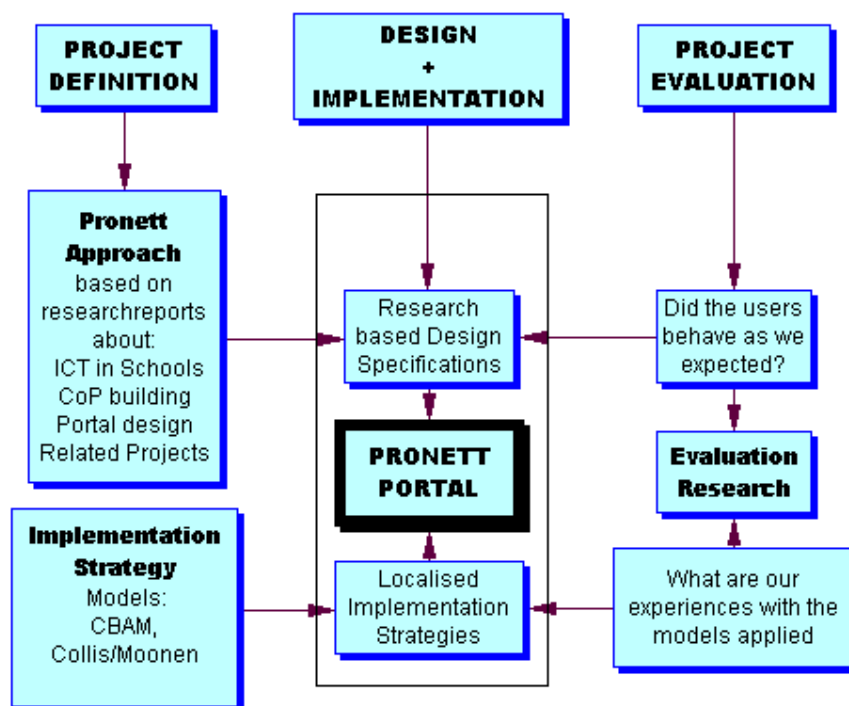 PROJECT
DEFINITION
DESIGN
+
IMPLEMENTATION
PROJECT
EVALUATION
Pronett
Approach
based on
researchreports
about:
ICT in Schools
CoP building
Portal design
Related Projects
Research
based Design
Specifications
Did the users
behave as we
expected?
PRONETT
PORTAL
Evaluation
Research
Implementation
Strategy
Models:
CBAM,
Collis/Moonen
Localised
Implementation
Strategies
What are our
experiences with the
models applied